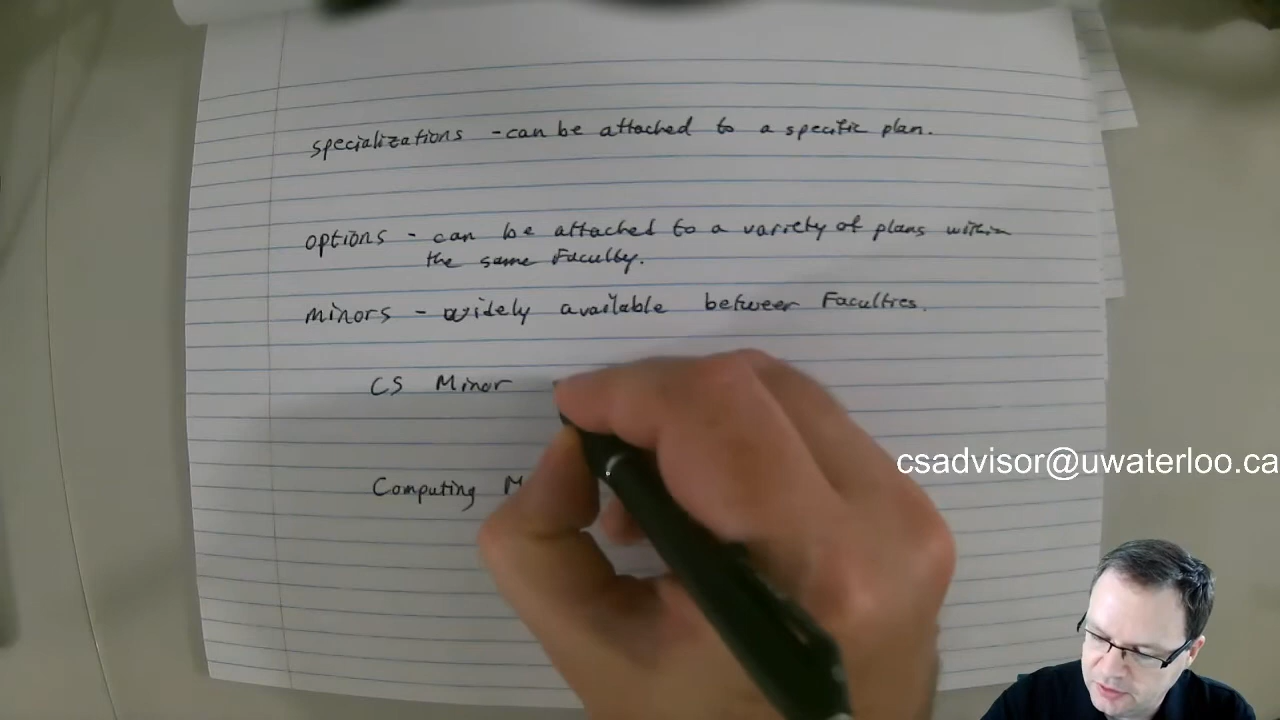 specializations - can be attached to a specific plan.
options - can be attached to a variety of plans within
the same Faculty.
minors - widely available between Faculties.
CS Minor
Computing M
csadvisor@uwaterloo.ca